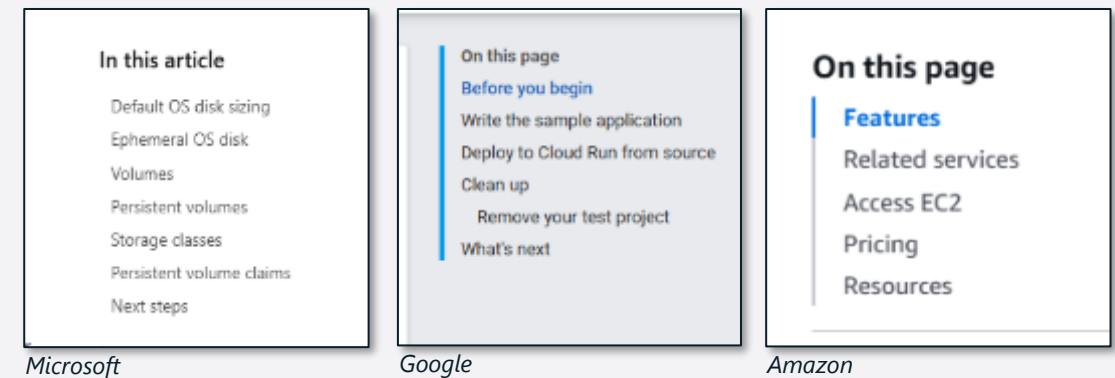 In this article
Default OS disk sizing
Ephemeral OS disk
Volumes
Persistent volumes
Storage classes
Persistent volume claims
Next steps
Microsoft
On this page
Before you begin
Write the sample application
Deploy to Cloud Run from source
Clean up
Remove your test project
What's next
Google
On this page
Features
Related services
Access EC2
Pricing
Resources
Amazon